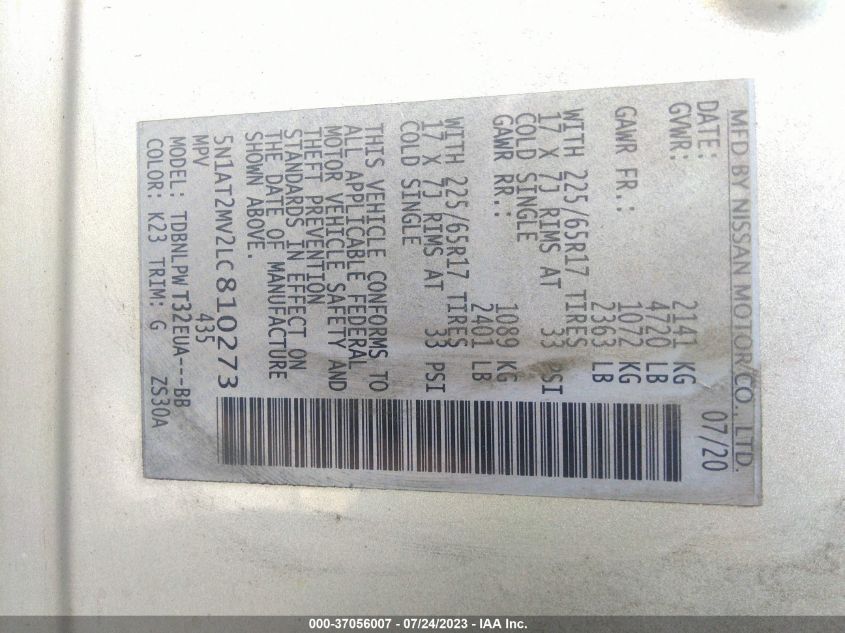 MFD BY NISSAN MOTOR CO., LTD.
DATE: 07/20
GVWR: 2141 KG
4720 LB
GAWR FR.: 1072 KG
2363 LB
WITH 225/65R17 TIRES
17 X 7J RIMS AT 33 PSI
COLD SINGLE
GAWR RR.: 1089 KG
2401 LB
WITH 225/65R17 TIRES
17 X 7J RIMS AT 33 PSI
COLD SINGLE
THIS VEHICLE CONFORMS TO
ALL APPLICABLE FEDERAL
MOTOR VEHICLE SAFETY AND
THEFT PREVENTION
STANDARDS IN EFFECT ON
THE DATE OF MANUFACTURE
SHOWN ABOVE.
5N1AT2MV2LC810273
MPV 435
MODEL: TDBNLPWT32EUA---BB
COLOR: K23 TRIM: G ZS30A
000-37056007 - 07/24/2023 - IAA Inc.